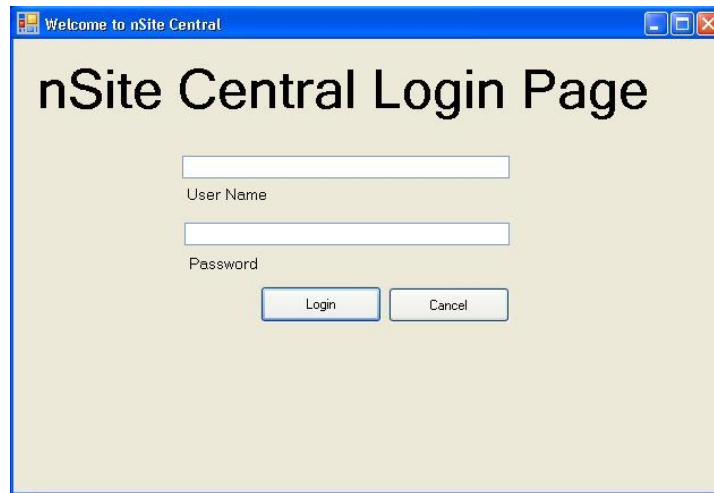 Welcome to nSite Central
nSite Central Login Page
User Name
Password
Login Cancel